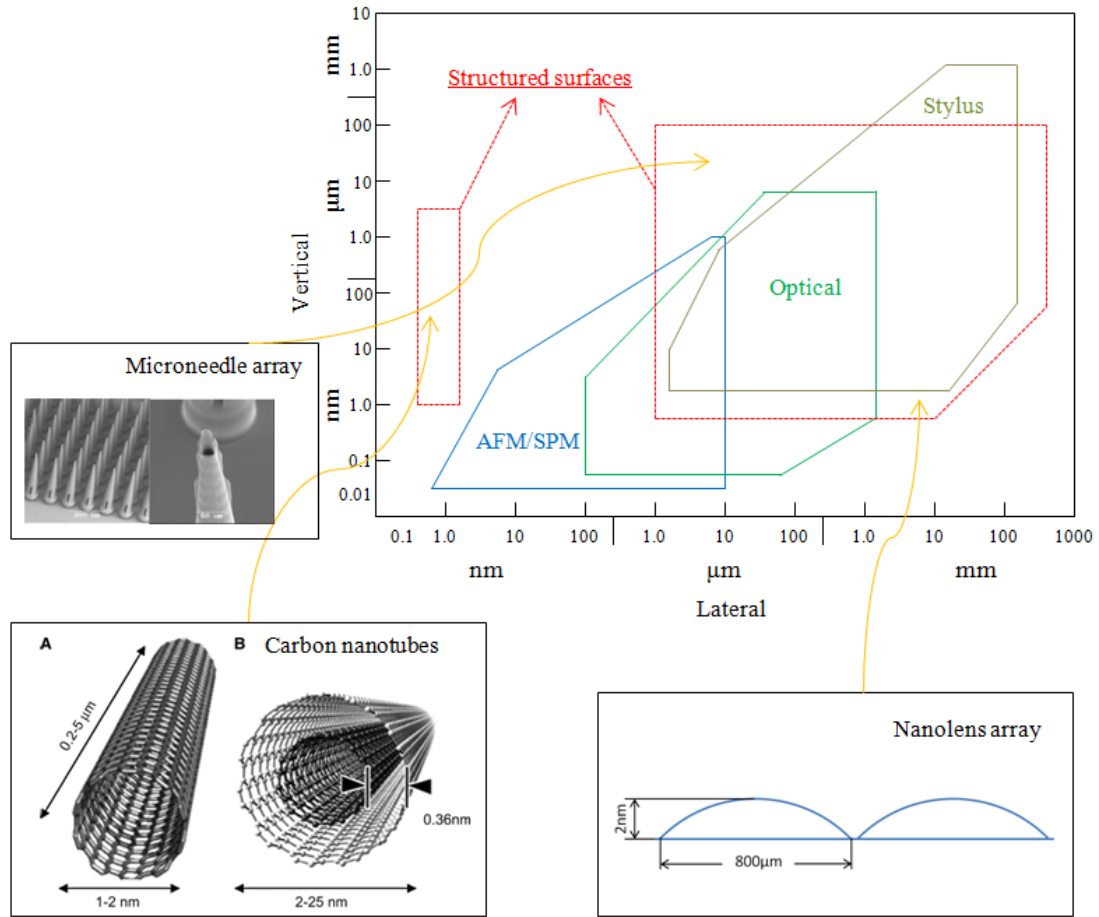 10
mm
1.0
Structured surfaces
100
Stylus
10
μm
1.0
Vertical
Optical
100
10
nm
1.0
AFM/SPM
0.1
0.01
0.1 1.0 10 100 1.0 10 100 1.0 10 100 1000
nm μm mm
Lateral
Microneedle array
A B Carbon nanotubes
0.2-5 μm
0.36nm
1-2 nm 2-25 nm
Nanolens array
2nm
800μm